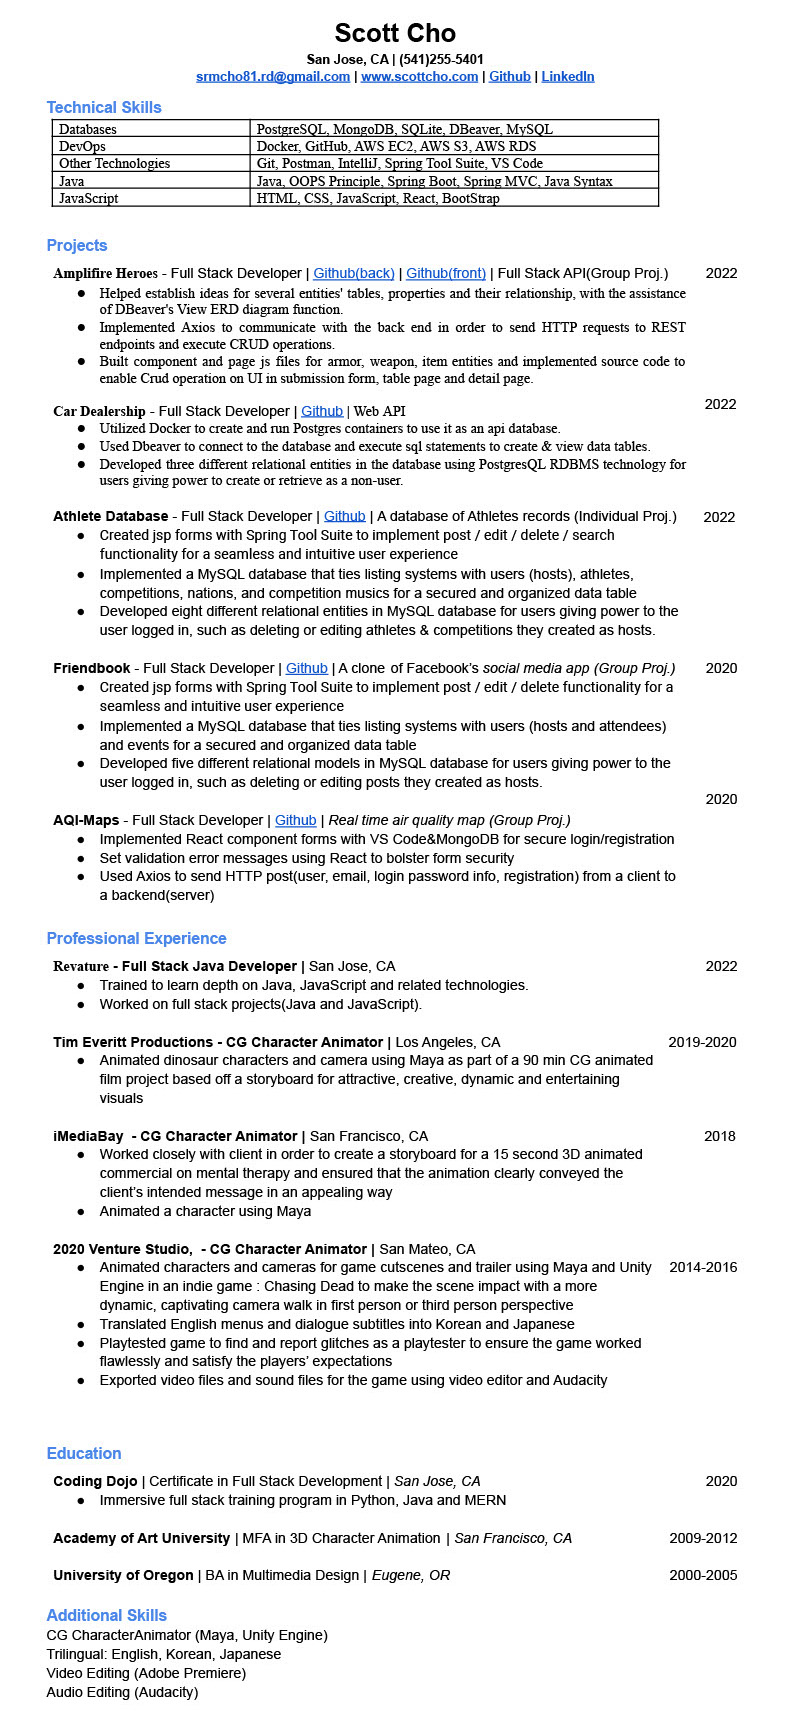 Scott Cho
San Jose, CA | (541)255-5401
srmcho81.rd@gmail.com | www.scottcho.com | Github | LinkedIn
Technical Skills
Databases PostgreSQL, MongoDB, SQLite, DBeaver, MySQL
DevOps Docker, GitHub, AWS EC2, AWS S3, AWS RDS
Other Technologies Git, Postman, IntelliJ, Spring Tool Suite, VS Code
Java Java, OOPS Principle, Spring Boot, Spring MVC, Java Syntax
JavaScript HTML, CSS, JavaScript, React, BootStrap
Projects
Amplifire Heroes - Full Stack Developer | Github(back) | Github(front) | Full Stack API(Group Proj.) 2022
● Helped establish ideas for several entities' tables, properties and their relationship, with the assistance
of DBeaver's View ERD diagram function.
● Implemented Axios to communicate with the back end in order to send HTTP requests to REST
endpoints and execute CRUD operations.
● Built component and page js files for armor, weapon, item entities and implemented source code to
enable Crud operation on UI in submission form, table page and detail page.
Car Dealership - Full Stack Developer | Github | Web API 2022
● Utilized Docker to create and run Postgres containers to use it as an api database.
● Used Dbeaver to connect to the database and execute sql statements to create & view data tables.
● Developed three different relational entities in the database using PostgresQL RDBMS technology for
users giving power to create or retrieve as a non-user.
Athlete Database - Full Stack Developer | Github | A database of Athletes records (Individual Proj.) 2022
● Created jsp forms with Spring Tool Suite to implement post / edit / delete / search
functionality for a seamless and intuitive user experience
● Implemented a MySQL database that ties listing systems with users (hosts), athletes,
competitions, nations, and competition musics for a secured and organized data table
● Developed eight different relational entities in MySQL database for users giving power to the
user logged in, such as deleting or editing athletes & competitions they created as hosts.
Friendbook - Full Stack Developer | Github | A clone of Facebook's social media app (Group Proj.) 2020
● Created jsp forms with Spring Tool Suite to implement post / edit / delete functionality for a
seamless and intuitive user experience
● Implemented a MySQL database that ties listing systems with users (hosts and attendees)
and events for a secured and organized data table
● Developed five different relational models in MySQL database for users giving power to the
user logged in, such as deleting or editing posts they created as hosts.
2020
AQI-Maps - Full Stack Developer | Github | Real time air quality map (Group Proj.)
● Implemented React component forms with VS Code&MongoDB for secure login/registration
● Set validation error messages using React to bolster form security
● Used Axios to send HTTP post(user, email, login password info, registration) from a client to
a backend(server)
Professional Experience
Revature - Full Stack Java Developer | San Jose, CA 2022
● Trained to learn depth on Java, JavaScript and related technologies.
● Worked on full stack projects(Java and JavaScript).
Tim Everitt Productions - CG Character Animator | Los Angeles, CA 2019-2020
● Animated dinosaur characters and camera using Maya as part of a 90 min CG animated
film project based off a storyboard for attractive, creative, dynamic and entertaining
visuals
iMediaBay - CG Character Animator | San Francisco, CA 2018
● Worked closely with client in order to create a storyboard for a 15 second 3D animated
commercial on mental therapy and ensured that the animation clearly conveyed the
client's intended message in an appealing way
● Animated a character using Maya
2020 Venture Studio, - CG Character Animator | San Mateo, CA
● Animated characters and cameras for game cutscenes and trailer using Maya and Unity 2014-2016
Engine in an indie game : Chasing Dead to make the scene impact with a more
dynamic, captivating camera walk in first person or third person perspective
● Translated English menus and dialogue subtitles into Korean and Japanese
● Playtested game to find and report glitches as a playtester to ensure the game worked
flawlessly and satisfy the players' expectations
● Exported video files and sound files for the game using video editor and Audacity
Education
Coding Dojo | Certificate in Full Stack Development | San Jose, CA 2020
● Immersive full stack training program in Python, Java and MERN
Academy of Art University | MFA in 3D Character Animation | San Francisco, CA 2009-2012
University of Oregon | BA in Multimedia Design | Eugene, OR 2000-2005
Additional Skills
CG CharacterAnimator (Maya, Unity Engine)
Trilingual: English, Korean, Japanese
Video Editing (Adobe Premiere)
Audio Editing (Audacity)